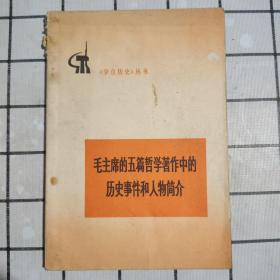 《学点历史》丛书
毛主席的五篇哲学著作中的
历史事件和人物简介